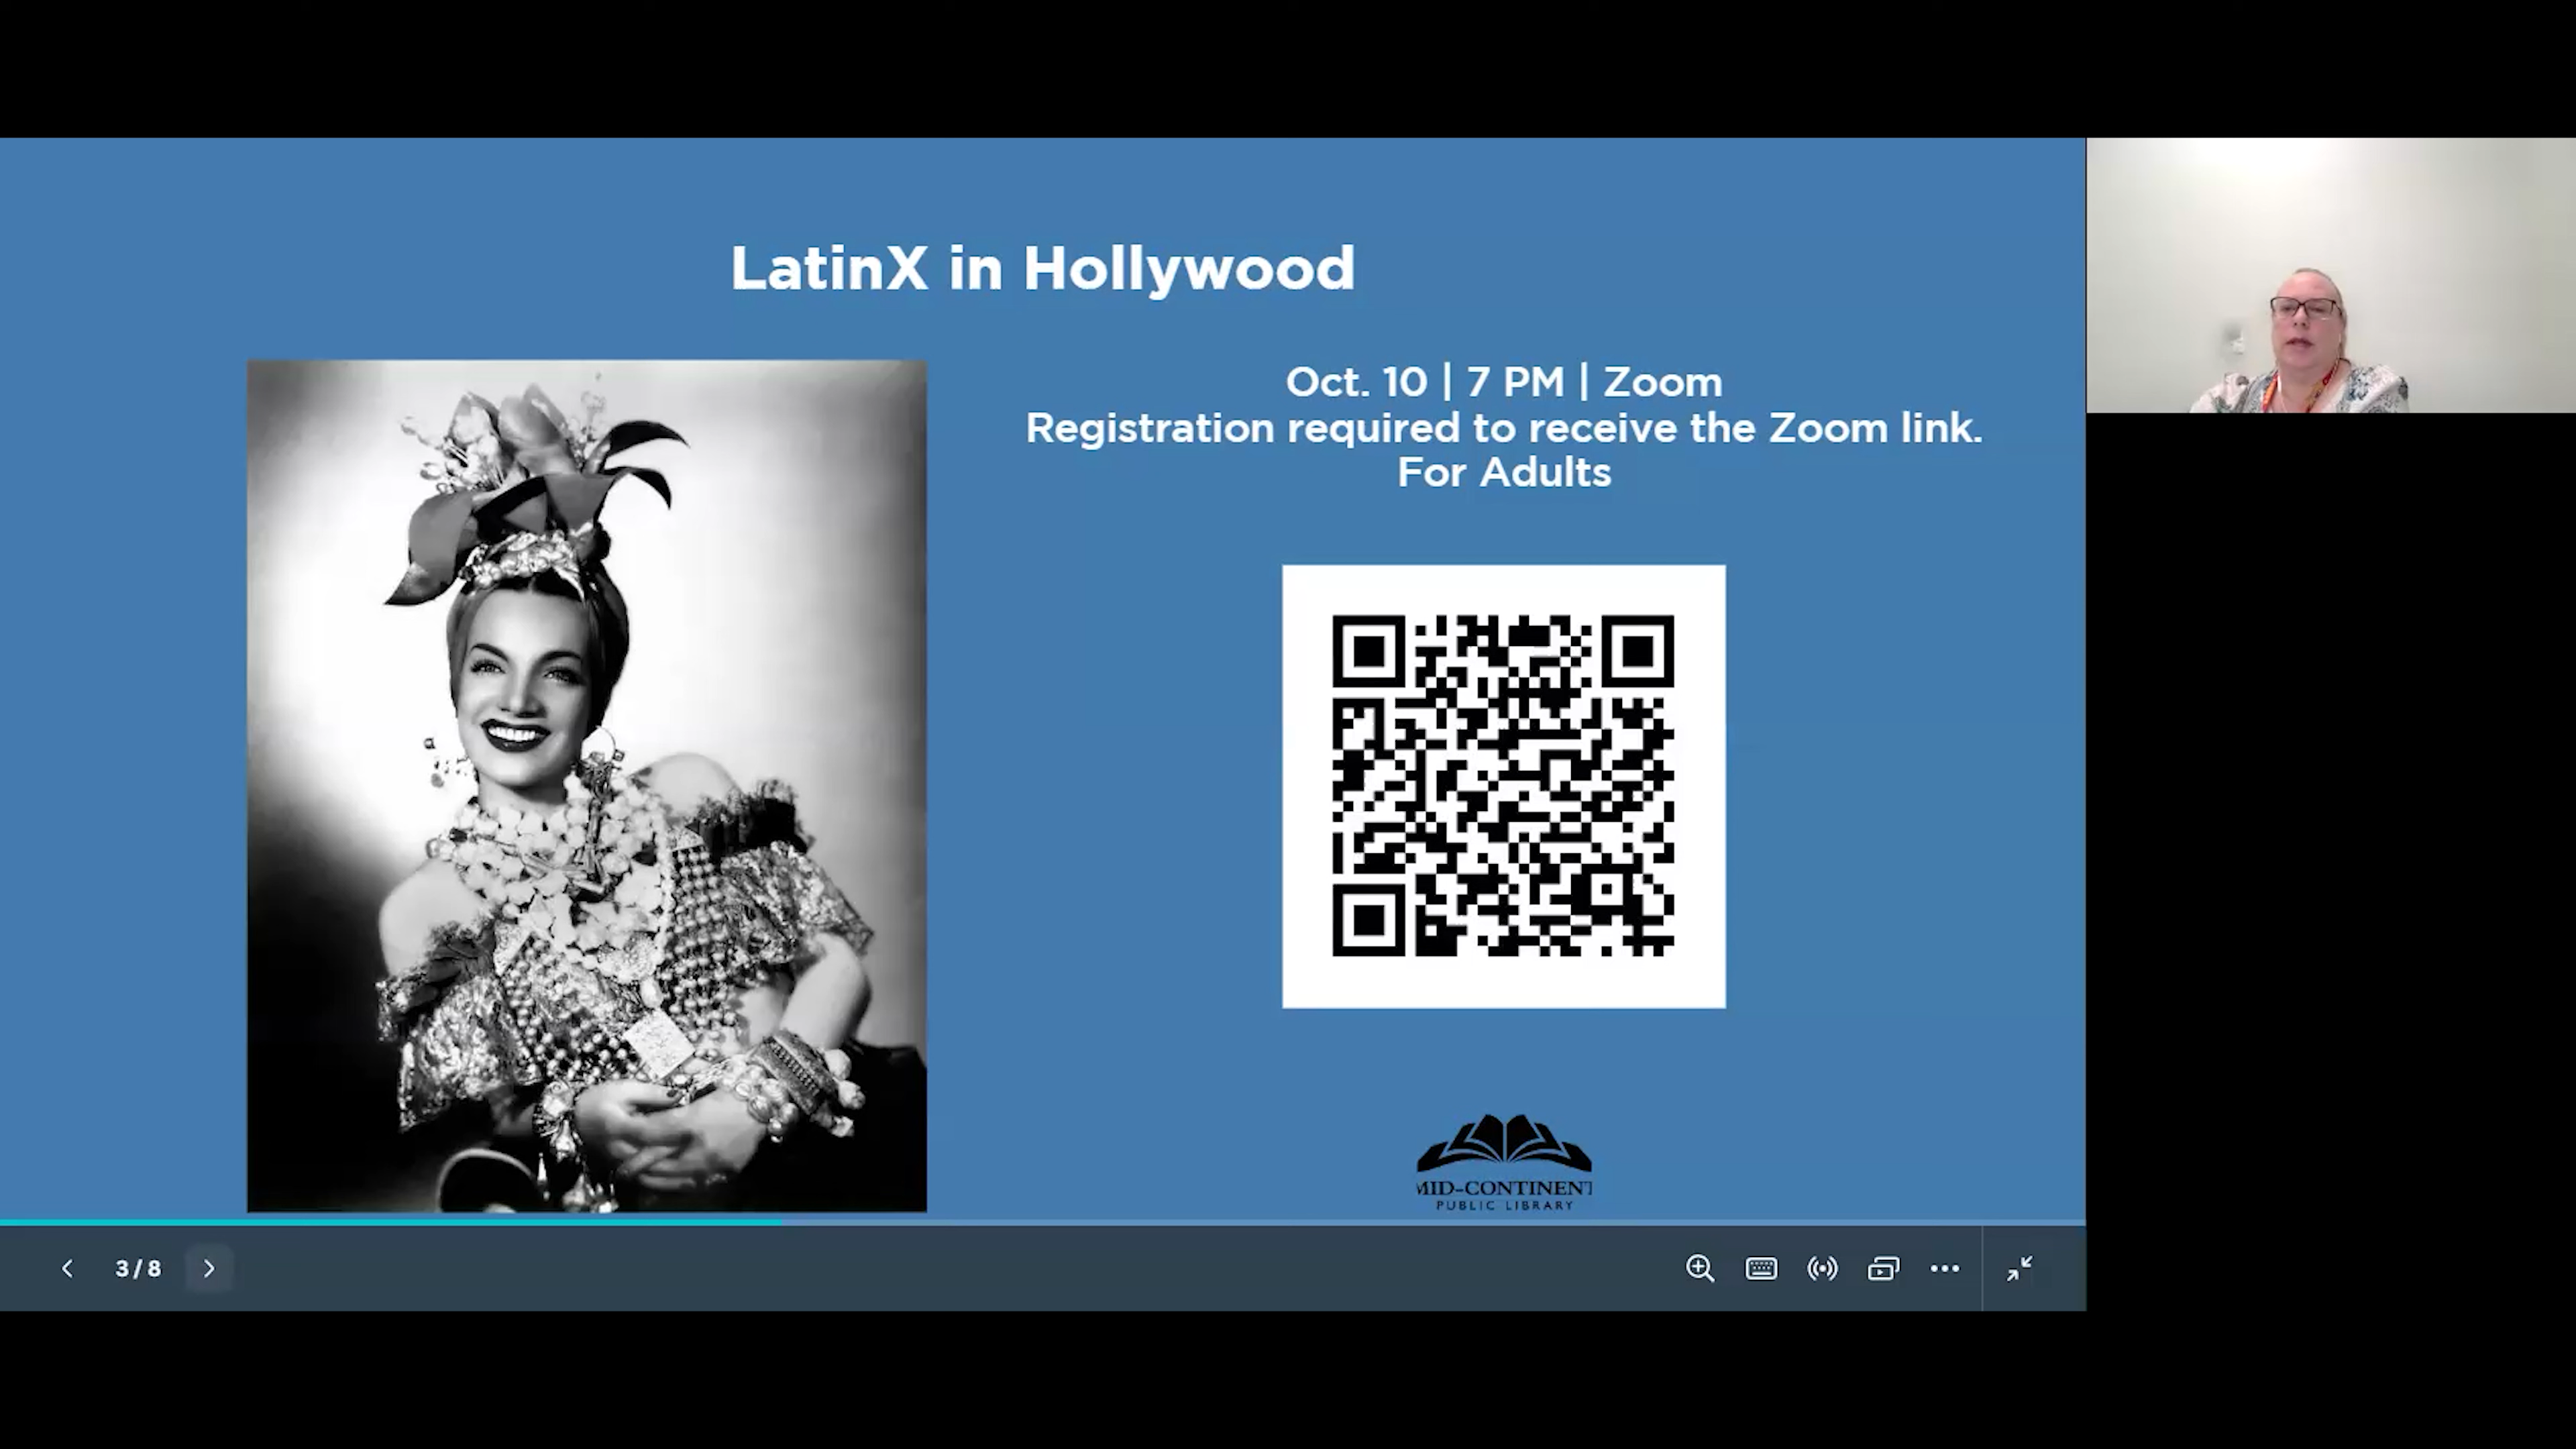 LatinX in Hollywood
Oct. 10 | 7 PM | Zoom
Registration required to receive the Zoom link.
For Adults
MID-CONTINENT
PUBLIC LIBRARY
3 / 8